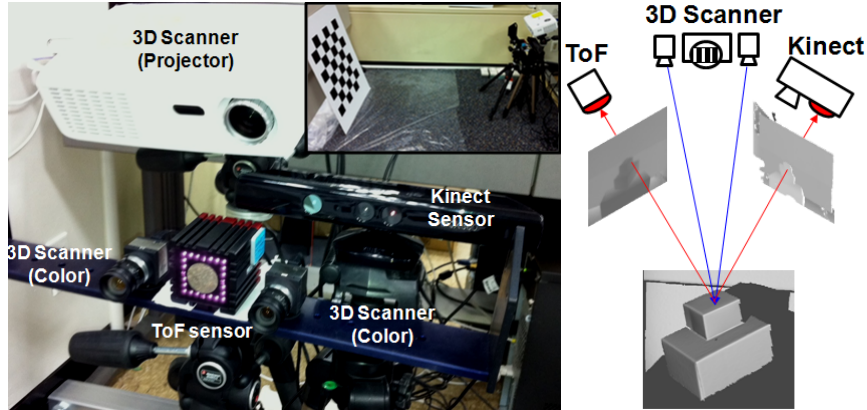 3D Scanner
(Projector)
Kinect
Sensor
3D Scanner
(Color)
ToF sensor
3D Scanner
(Color)
3D Scanner
ToF
Kinect